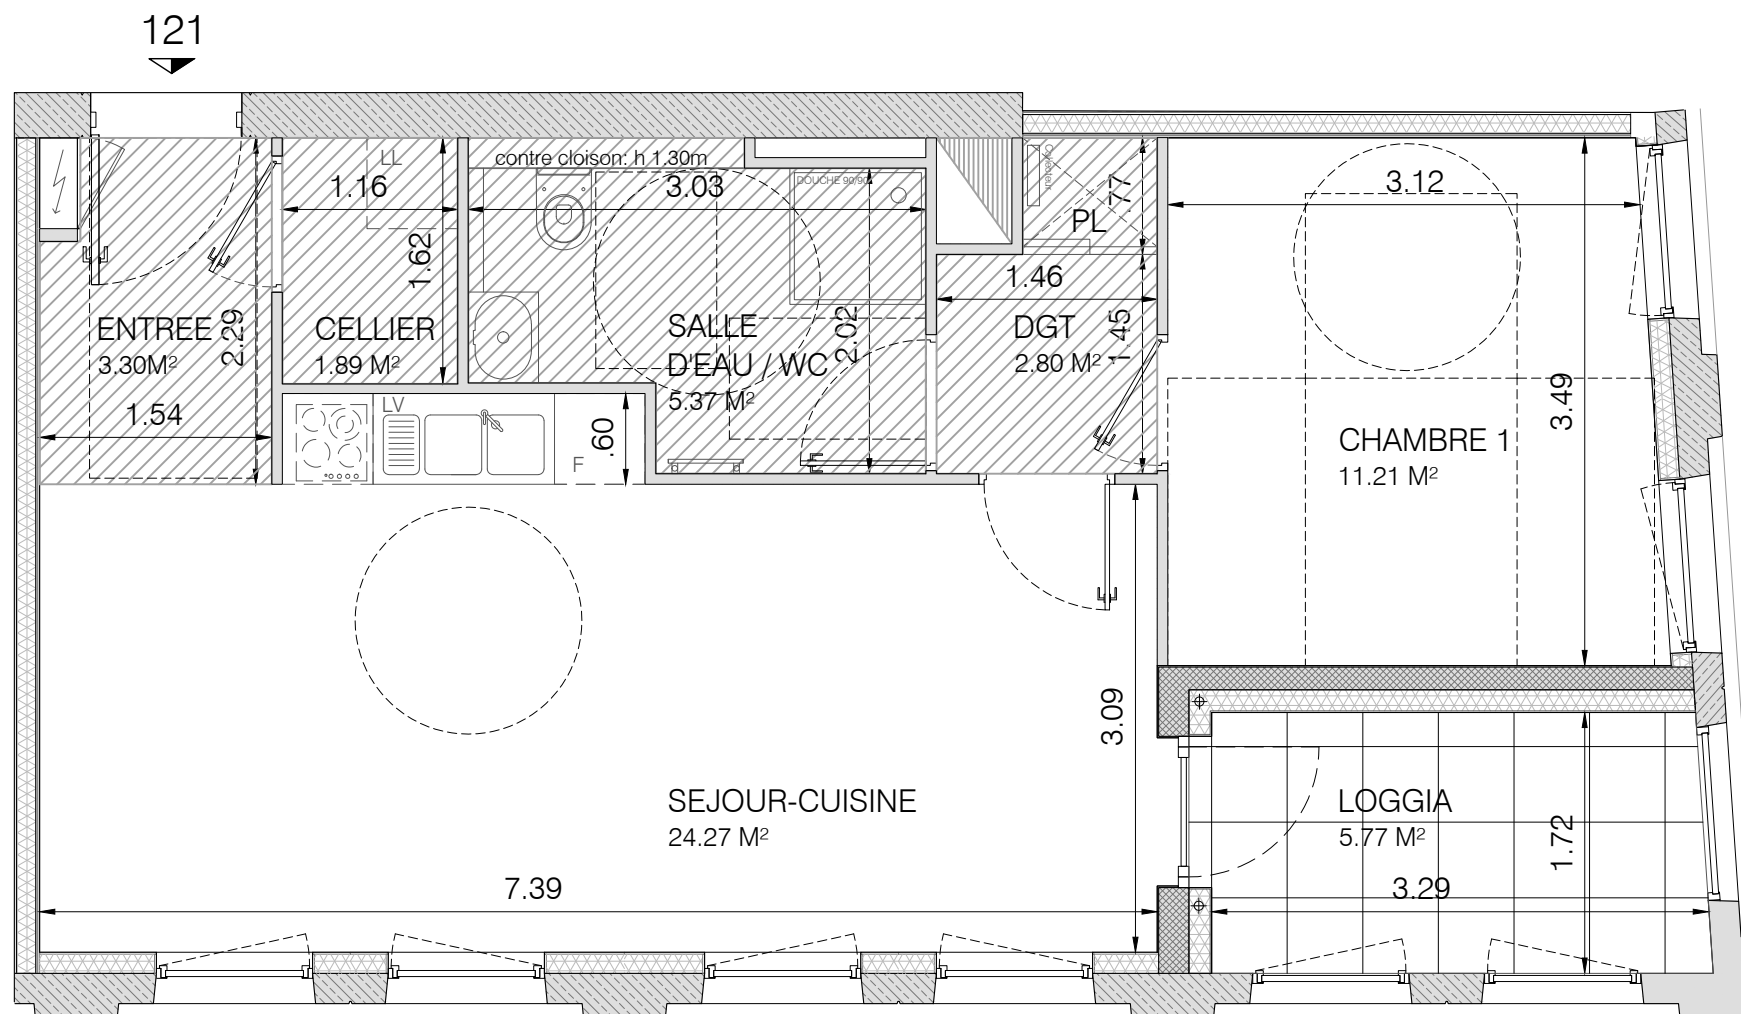 121
LL
contre cloison: h 1.30m
DOUCHE 90/90
Collecteur
1.16
3.03
.77
3.12
PL
1.62
1.46
ENTREE
3.30M²
2.29
CELLIER
1.89 M²
SALLE
D'EAU / WC
5.37 M²
2.02
DGT
2.80 M²
1.45
3.49
1.54
LV
.60
F
CHAMBRE 1
11.21 M²
3.09
SEJOUR-CUISINE
24.27 M²
LOGGIA
5.77 M²
1.72
7.39
3.29